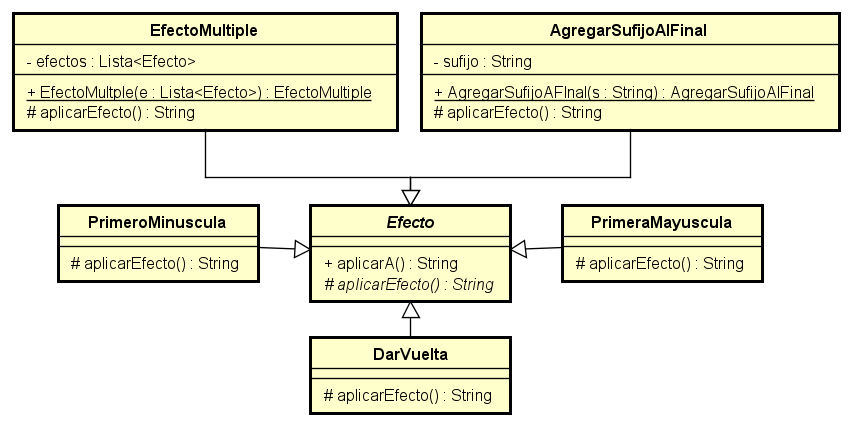 EfectoMultiple
- efectos : Lista<Efecto>
+ EfectoMultple(e : Lista<Efecto>) : EfectoMultiple
# aplicarEfecto() : String
AgregarSufijoAlFinal
- sufijo : String
+ AgregarSufijoAFInal(s : String) : AgregarSufijoAlFinal
# aplicarEfecto() : String
PrimeroMinuscula
# aplicarEfecto() : String
Efecto
+ aplicarA() : String
# aplicarEfecto() : String
PrimeraMayuscula
# aplicarEfecto() : String
DarVuelta
# aplicarEfecto() : String